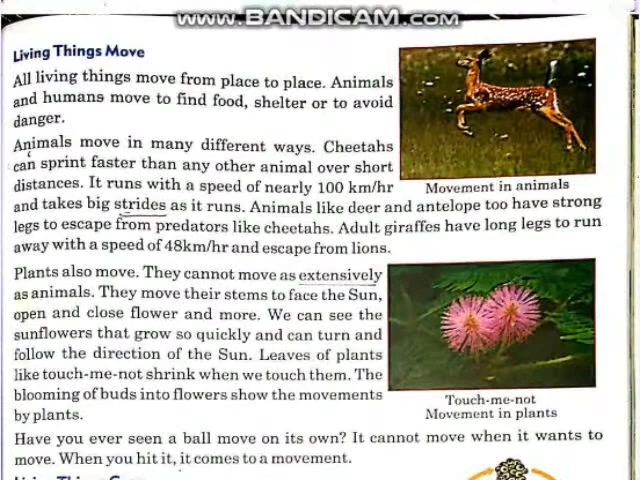 www.BANDICAM.com
Living Things Move
All living things move from place to place. Animals
and humans move to find food, shelter or to avoid
danger.
Animals move in many different ways. Cheetahs
can sprint faster than any other animal over short
distances. It runs with a speed of nearly 100 km/hr
and takes big strides as it runs. Animals like deer and antelope too have strong
legs to escape from predators like cheetahs. Adult giraffes have long legs to run
away with a speed of 48km/hr and escape from lions.
Movement in animals
Plants also move. They cannot move as extensively
as animals. They move their stems to face the Sun,
open and close flower and more. We can see the
sunflowers that grow so quickly and can turn and
follow the direction of the Sun. Leaves of plants
like touch-me-not shrink when we touch them. The
blooming of buds into flowers show the movements
by plants.
Touch-me-not
Movement in plants
Have you ever seen a ball move on its own? It cannot move when it wants to
move. When you hit it, it comes to a movement.